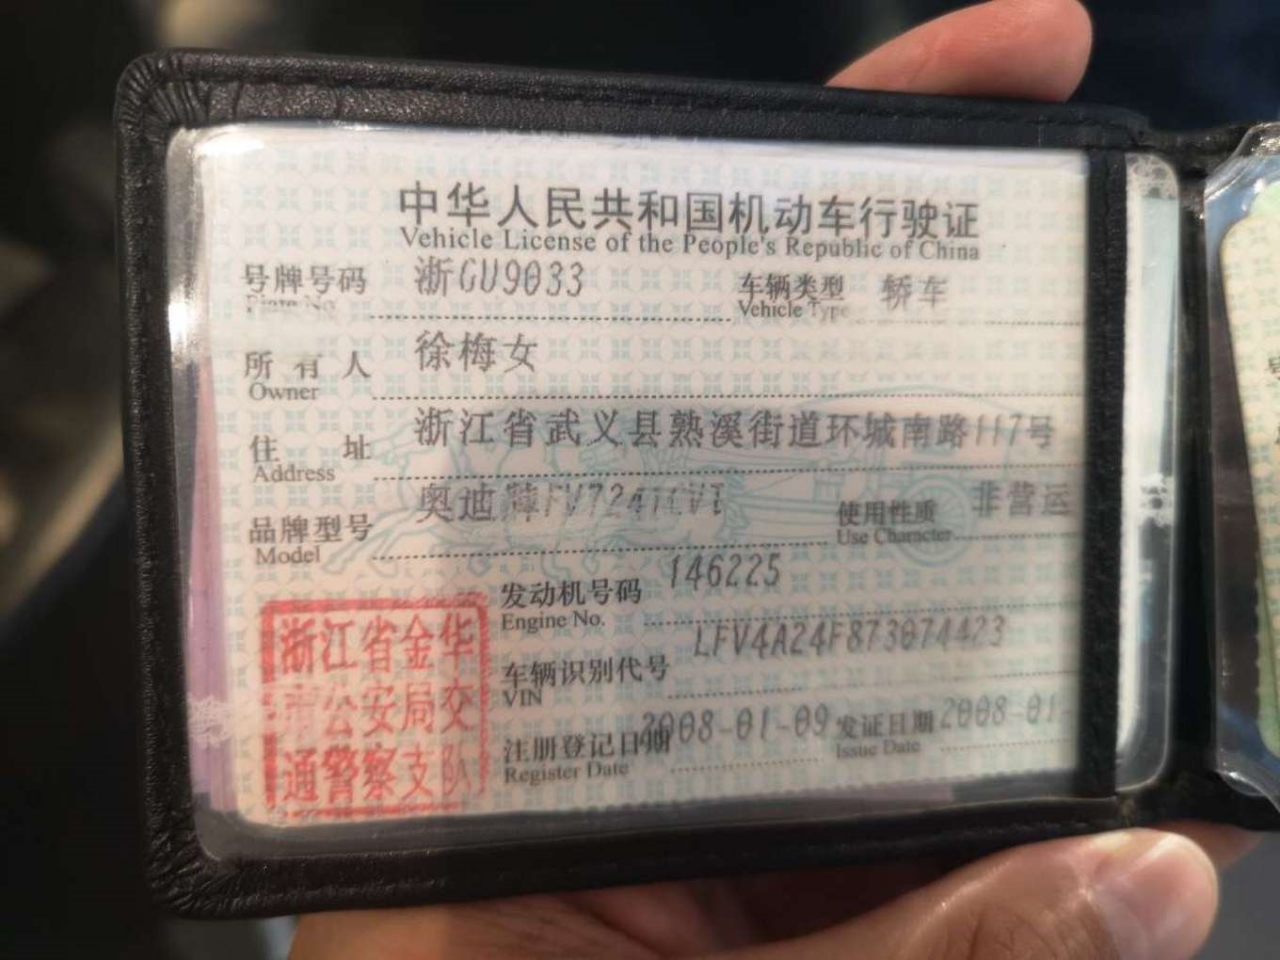 中华人民共和国机动车行驶证
Vehicle License of the People's Republic of China
号牌号码 浙GU9033 车辆类型 轿车
Plate No. Vehicle Type
所有人 徐梅女
Owner
住址 浙江省武义县熟溪街道环城南路117号
Address
品牌型号 奥迪牌FV7241CVT 使用性质 非营运
Model Use Character
发动机号码 146225
Engine No.
车辆识别代号 LFV4A24F873074423
VIN
注册登记日期 2008-01-09 发证日期 2008-01-
Register Date Issue Date
浙江省金华
市公安局交
通警察支队